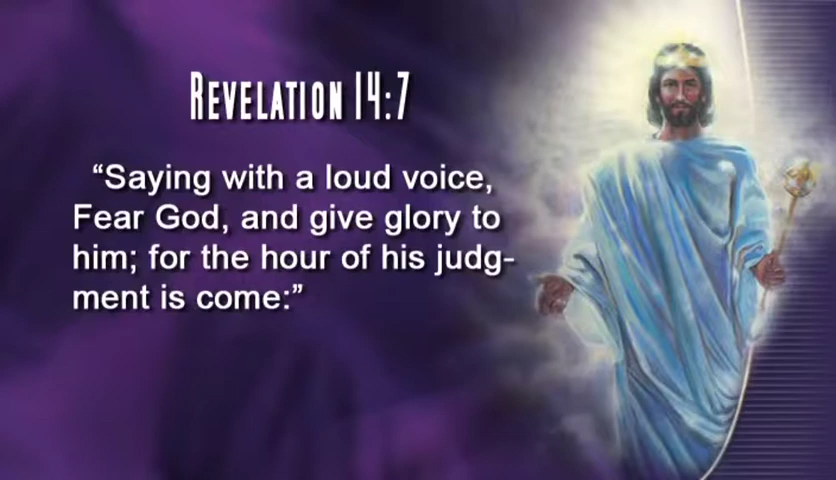 REVELATION 14:7
“Saying with a loud voice,
Fear God, and give glory to
him; for the hour of his judg-
ment is come:”